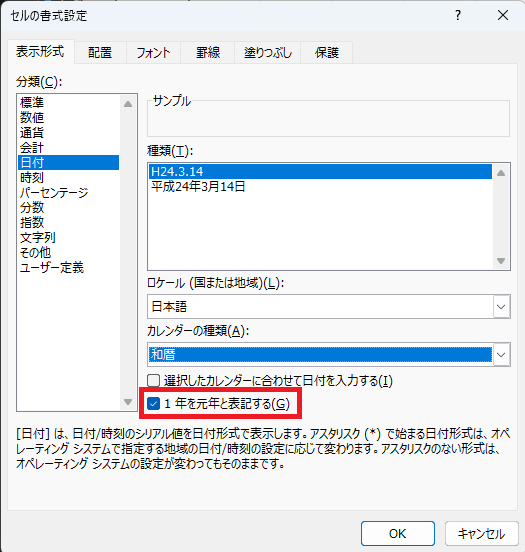 セルの書式設定
表示形式 配置 フォント 罫線 塗りつぶし 保護
分類(C):
標準
数値
通貨
会計
日付
時刻
パーセンテージ
分数
指数
文字列
その他
ユーザー定義
サンプル
種類(T):
H24.3.14
平成24年3月14日
ロケール (国または地域)(L):
日本語
カレンダーの種類(A):
和暦
選択したカレンダーに合わせて日付を入力する(I)
1 年を元年と表記する(G)
[日付] は、日付/時刻のシリアル値を日付形式で表示します。アスタリスク (*) で始まる日付形式は、オペ
レーティング システムで指定する地域の日付/時刻の設定に応じて変わります。アスタリスクのない形式は、
オペレーティング システムの設定が変わってもそのままです。
OK キャンセル